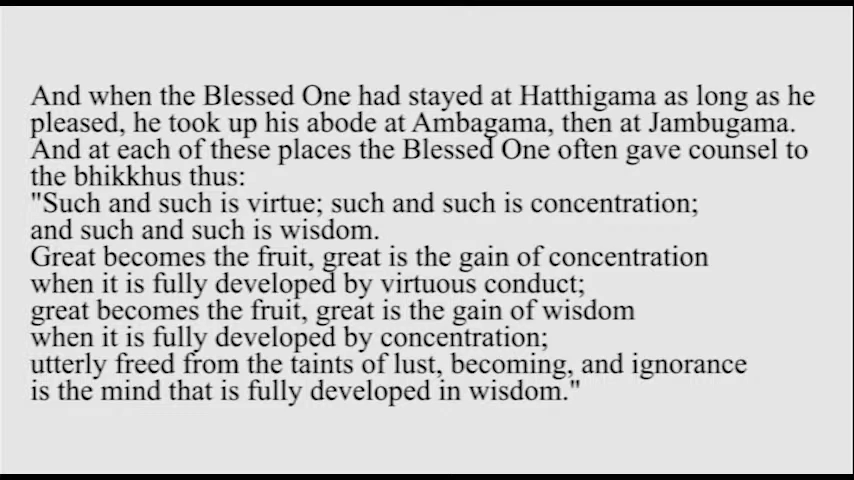 And when the Blessed One had stayed at Hatthigama as long as he
pleased, he took up his abode at Ambagama, then at Jambugama.
And at each of these places the Blessed One often gave counsel to
the bhikkhus thus:
"Such and such is virtue; such and such is concentration;
and such and such is wisdom.
Great becomes the fruit, great is the gain of concentration
when it is fully developed by virtuous conduct;
great becomes the fruit, great is the gain of wisdom
when it is fully developed by concentration;
utterly freed from the taints of lust, becoming, and ignorance
is the mind that is fully developed in wisdom."